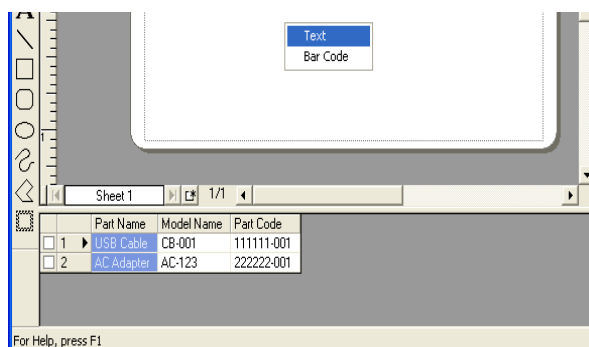 A
Text
Bar Code
1
Sheet 1 1/1
Part Name Model Name Part Code
1 USB Cable CB-001 111111-001
2 AC Adapter AC-123 222222-001
For Help, press F1